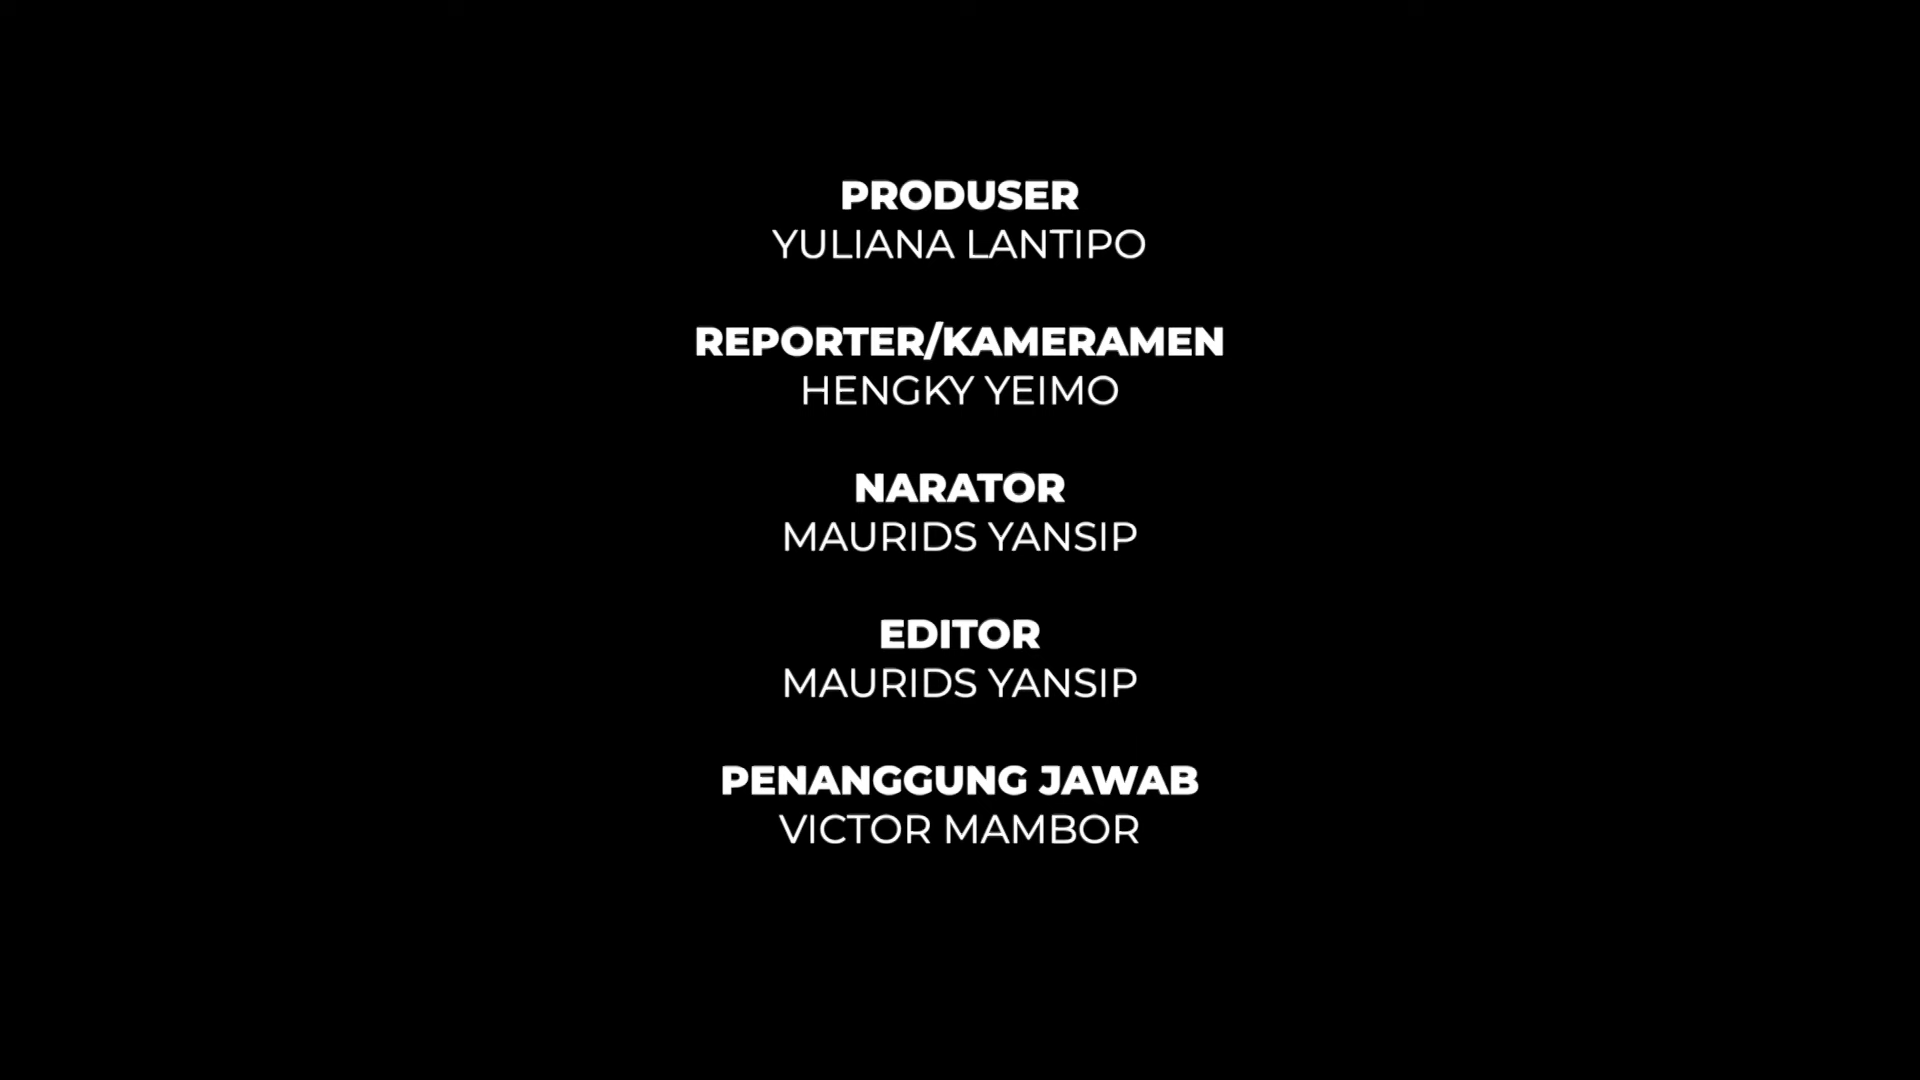 PRODUSER
YULIANA LANTIPO
REPORTER/KAMERAMEN
HENGKY YEIMO
NARATOR
MAURIDS YANSIP
EDITOR
MAURIDS YANSIP
PENANGGUNG JAWAB
VICTOR MAMBOR